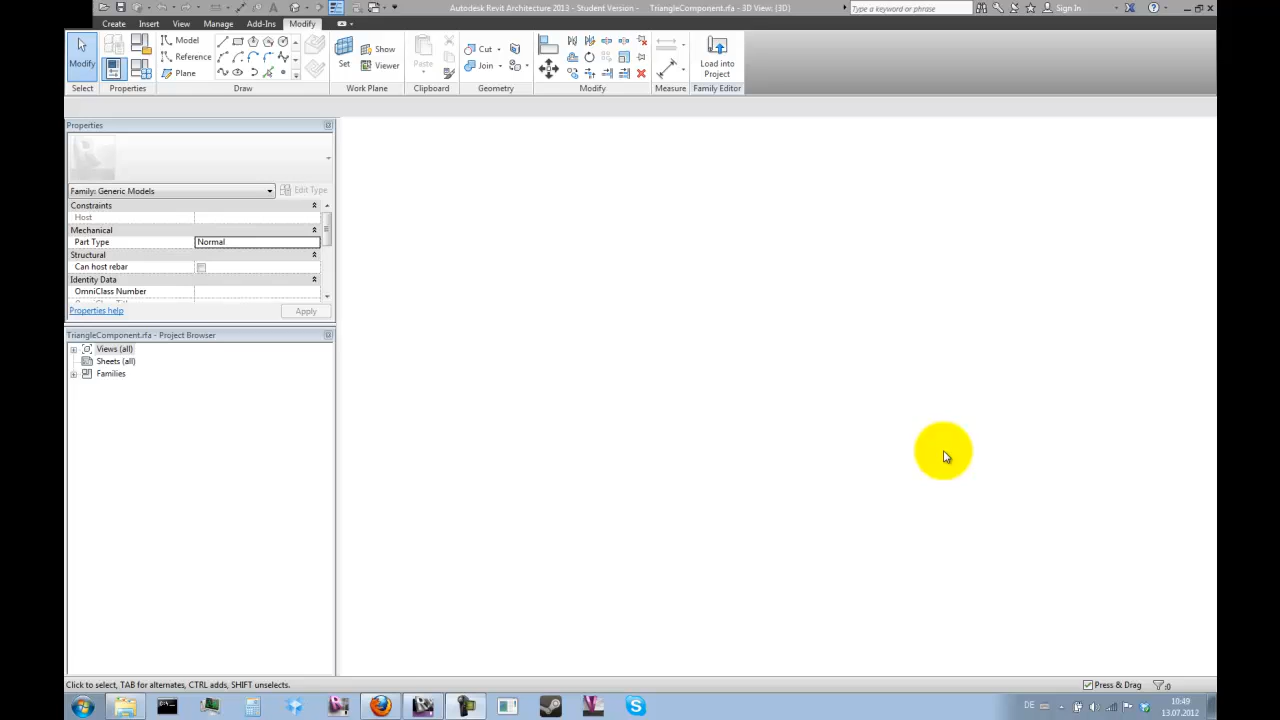 Autodesk Revit Architecture 2013 - Student Version - TriangleComponent.rfa - 3D View: {3D}
Type a keyword or phrase
Sign In
Create Insert View Manage Add-Ins Modify
Modify
Model
Reference
Plane
Set
Show
Viewer
Paste
Cut
Join
Load into
Project
Select Properties Draw Work Plane Clipboard Geometry Modify Measure Family Editor
Properties
Family: Generic Models
Edit Type
Constraints
Host
Mechanical
Part Type Normal
Structural
Can host rebar
Identity Data
OmniClass Number
OmniClass Title
Properties help
Apply
TriangleComponent.rfa - Project Browser
Views (all)
Sheets (all)
Families
Click to select, TAB for alternates, CTRL adds, SHIFT unselects.
Press & Drag
:0
DE
10:49
13.07.2012